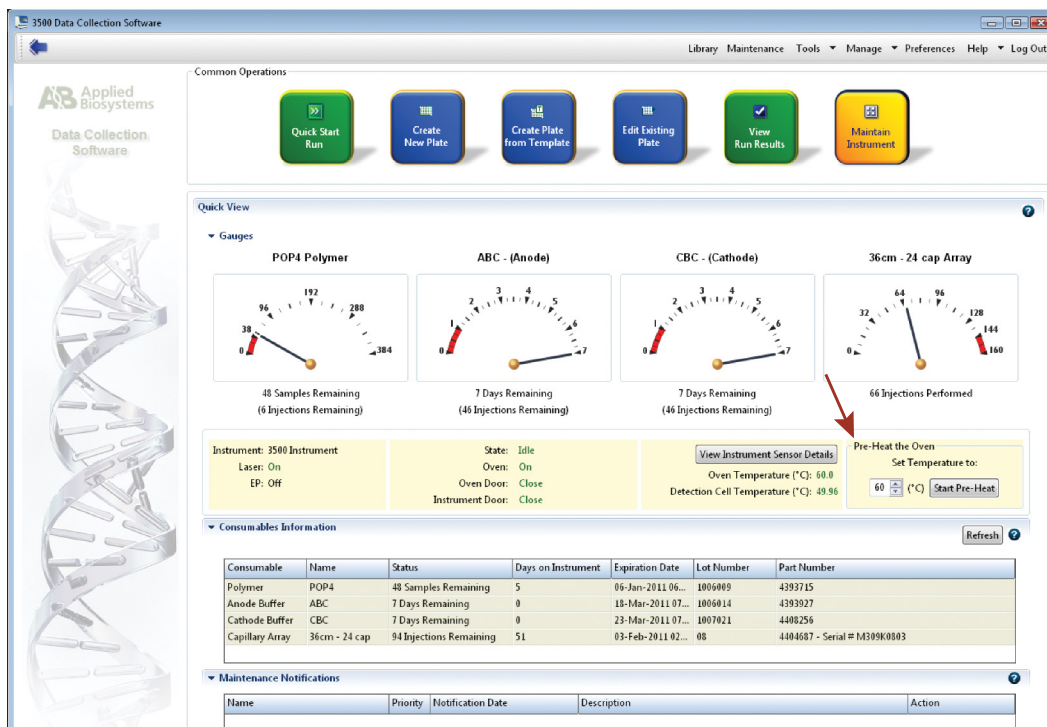 3500 Data Collection Software
Library Maintenance Tools Manage Preferences Help Log Out
AB Applied Biosystems
Data Collection
Software
Common Operations
Quick Start
Run
Create
New Plate
Create Plate
from Template
Edit Existing
Plate
View
Run Results
Maintain
Instrument
Quick View
Gauges
POP4 Polymer
0 38 96 192 288 384
48 Samples Remaining
(6 Injections Remaining)
ABC - (Anode)
0 1 2 3 4 5 6 7
7 Days Remaining
(46 Injections Remaining)
CBC - (Cathode)
0 1 2 3 4 5 6 7
7 Days Remaining
(46 Injections Remaining)
36cm - 24 cap Array
0 32 64 96 128 144 160
66 Injections Performed
Instrument: 3500 Instrument
Laser: On
EP: Off
State: Idle
Oven: On
Oven Door: Close
Instrument Door: Close
View Instrument Sensor Details
Oven Temperature (°C): 60.0
Detection Cell Temperature (°C): 49.96
Pre-Heat the Oven
Set Temperature to:
60 (°C) Start Pre-Heat
Consumables Information
Refresh
Consumable Name Status Days on Instrument Expiration Date Lot Number Part Number
Polymer POP4 48 Samples Remaining 5 06-Jan-2011 06... 1006009 4393715
Anode Buffer ABC 7 Days Remaining 0 18-Mar-2011 07... 1006014 4393927
Cathode Buffer CBC 7 Days Remaining 0 23-Mar-2011 07... 1007021 4408256
Capillary Array 36cm - 24 cap 94 Injections Remaining 51 03-Feb-2011 02... 08 4404687 - Serial # M309K0803
Maintenance Notifications
Name Priority Notification Date Description Action